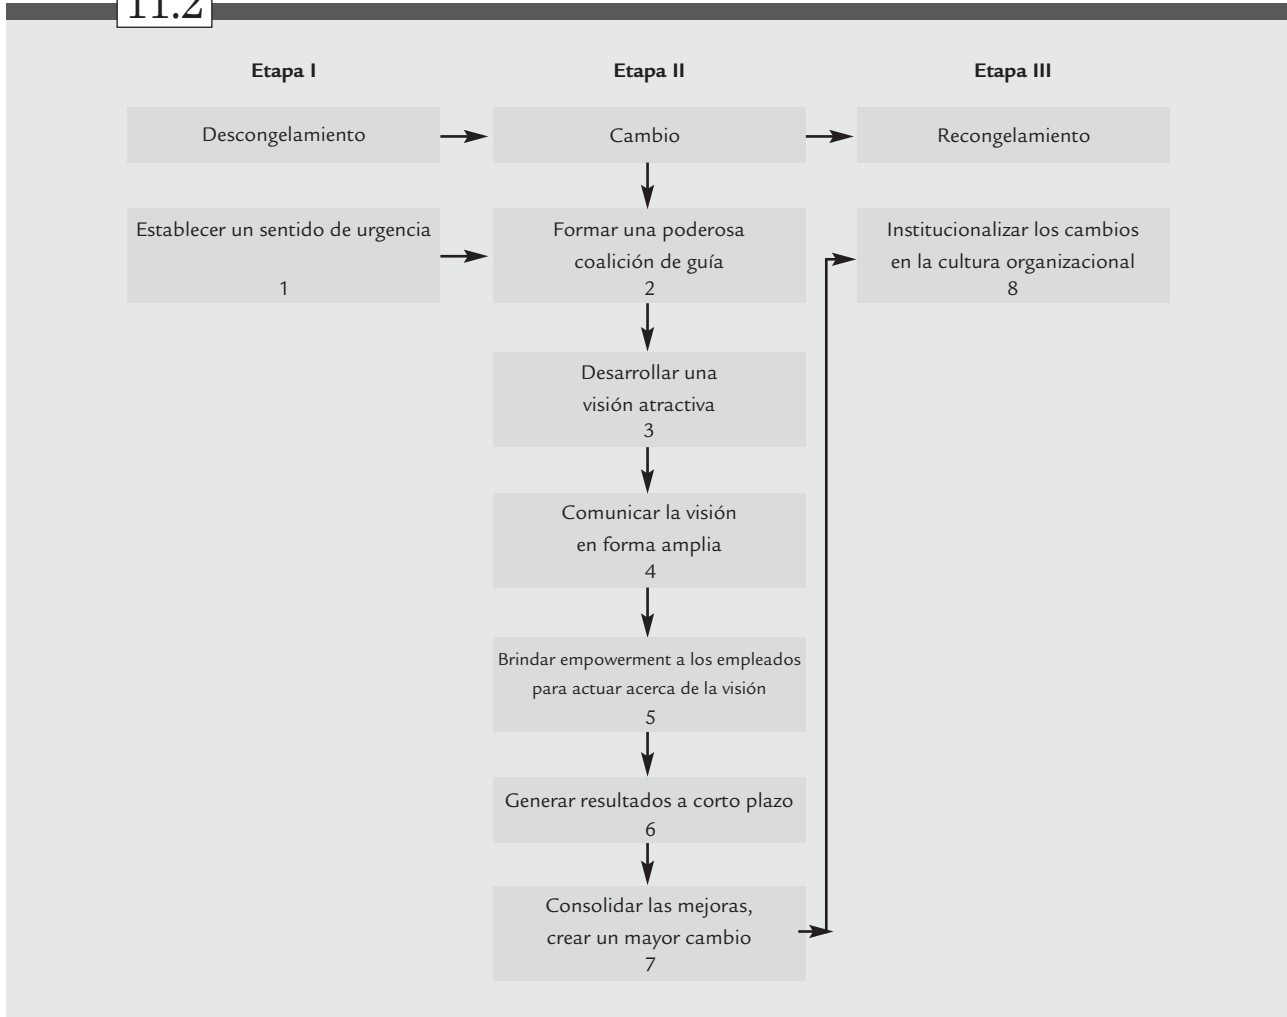 11.2
Etapa I
Etapa II
Etapa III
Descongelamiento
Cambio
Recongelamiento
Establecer un sentido de urgencia
1
Formar una poderosa
coalición de guía
2
Institucionalizar los cambios
en la cultura organizacional
8
Desarrollar una
visión atractiva
3
Comunicar la visión
en forma amplia
4
Brindar empowerment a los empleados
para actuar acerca de la visión
5
Generar resultados a corto plazo
6
Consolidar las mejoras,
crear un mayor cambio
7